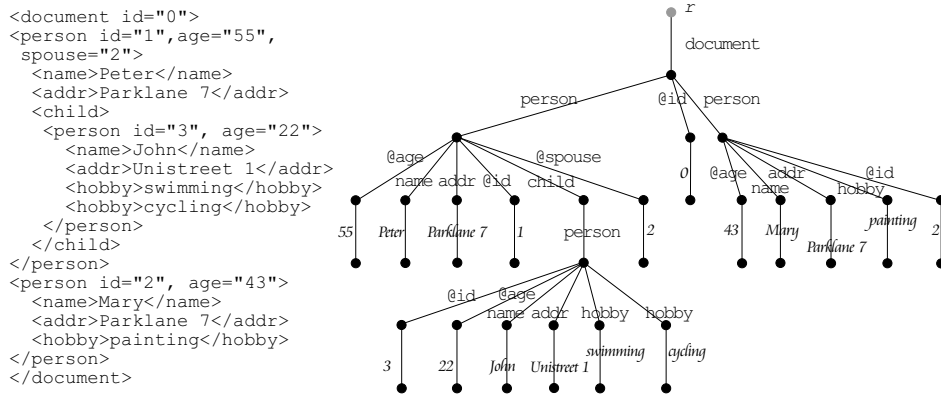 <document id="0">
<person id="1",age="55",
spouse="2">
<name>Peter</name>
<addr>Parklane 7</addr>
<child>
<person id="3", age="22">
<name>John</name>
<addr>Unistreet 1</addr>
<hobby>swimming</hobby>
<hobby>cycling</hobby>
</person>
</child>
</person>
<person id="2", age="43">
<name>Mary</name>
<addr>Parklane 7</addr>
<hobby>painting</hobby>
</person>
</document>
r
document
person @id person
@age @spouse
name addr @id child
0
@age addr @id
name hobby
55 Peter Parklane 7 1 person 2
43 Mary Parklane 7 painting 2
@id @age
name addr hobby hobby
3 22 John Unistreet 1 swimming cycling